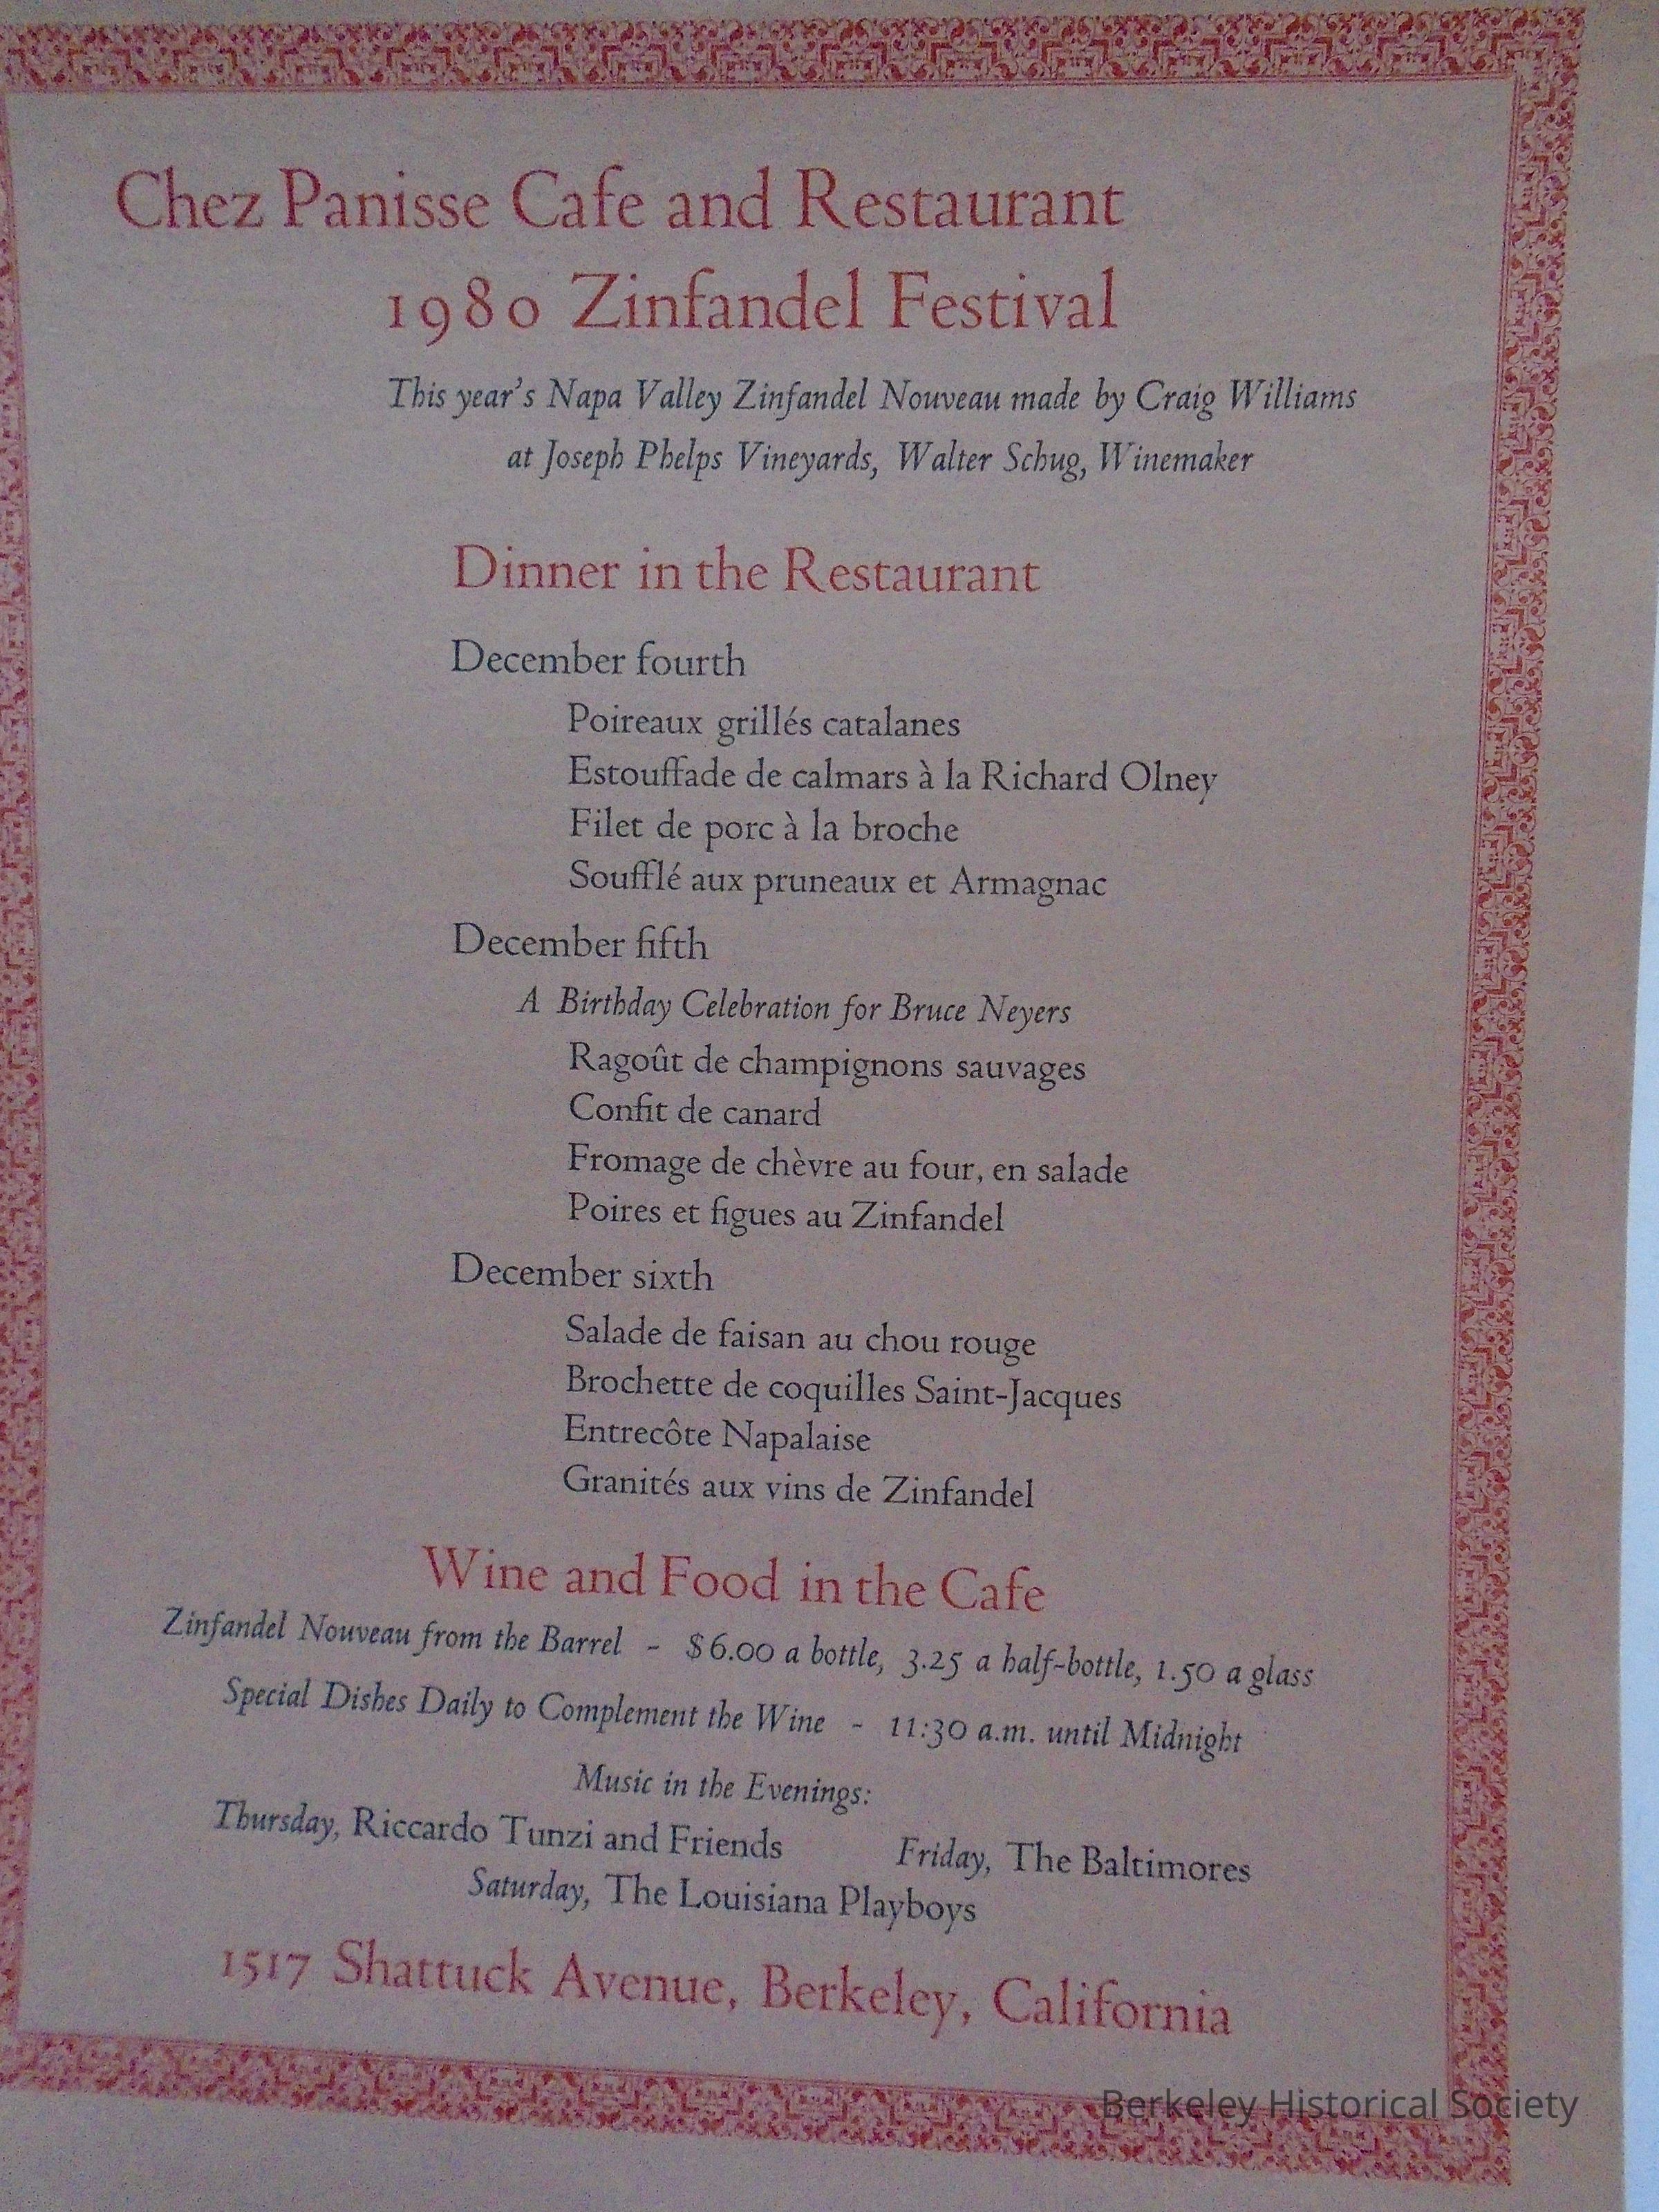 Chez Panisse Cafe and Restaurant
1980 Zinfandel Festival
This year's Napa Valley Zinfandel Nouveau made by Craig Williams
at Joseph Phelps Vineyards, Walter Schug, Winemaker
Dinner in the Restaurant
December fourth
Poireaux grillés catalanes
Estouffade de calmars à la Richard Olney
Filet de porc à la broche
Soufflé aux pruneaux et Armagnac
December fifth
A Birthday Celebration for Bruce Neyers
Ragoût de champignons sauvages
Confit de canard
Fromage de chèvre au four, en salade
Poires et figues au Zinfandel
December sixth
Salade de faisan au chou rouge
Brochette de coquilles Saint-Jacques
Entrecôte Napalaise
Granités aux vins de Zinfandel
Wine and Food in the Cafe
Zinfandel Nouveau from the Barrel - $6.00 a bottle, 3.25 a half-bottle, 1.50 a glass
Special Dishes Daily to Complement the Wine - 11:30 a.m. until Midnight
Music in the Evenings:
Thursday, Riccardo Tunzi and Friends Friday, The Baltimores
Saturday, The Louisiana Playboys
1517 Shattuck Avenue, Berkeley, California
Berkeley Historical Society